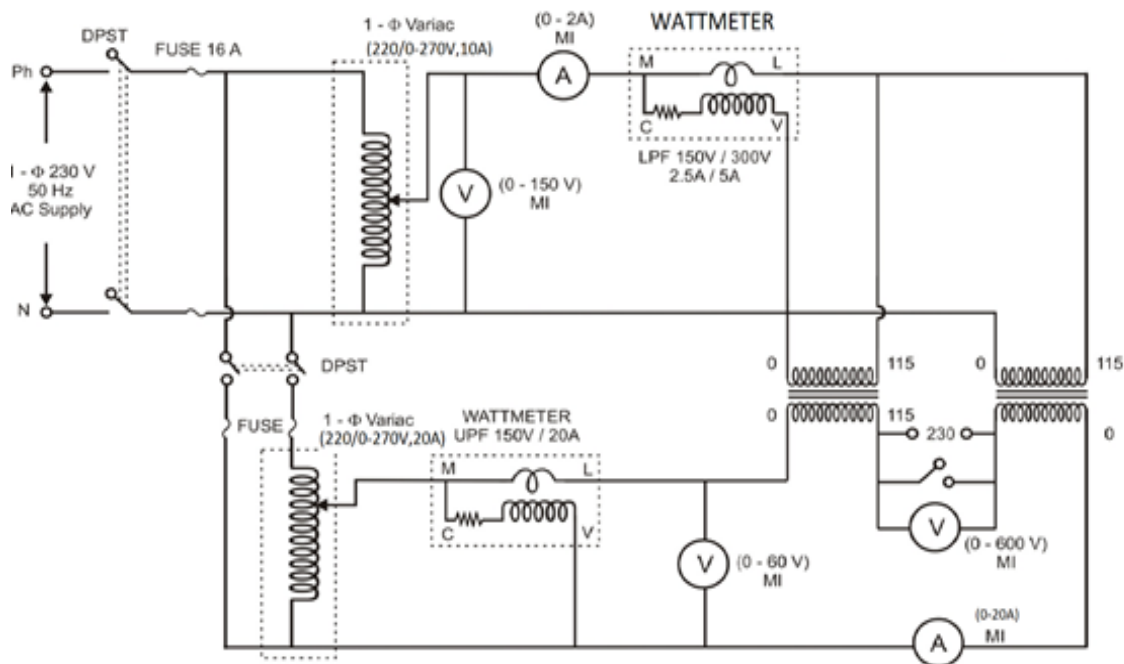 DPST
FUSE 16 A
1 - Φ Variac
(220/0-270V,10A)
(0 - 2A)
MI
WATTMETER
Ph
A
M
L
C
V
LPF 150V / 300V
2.5A / 5A
I - Φ 230 V
50 Hz
AC Supply
V
(0 - 150 V)
MI
N
DPST
0
115
0
115
FUSE
1 - Φ Variac
(220/0-270V,20A)
WATTMETER
UPF 150V / 20A
0
115
0
230
M
L
C
V
V
(0 - 60 V)
MI
V
(0 - 600 V)
MI
A
(0-20A)
MI